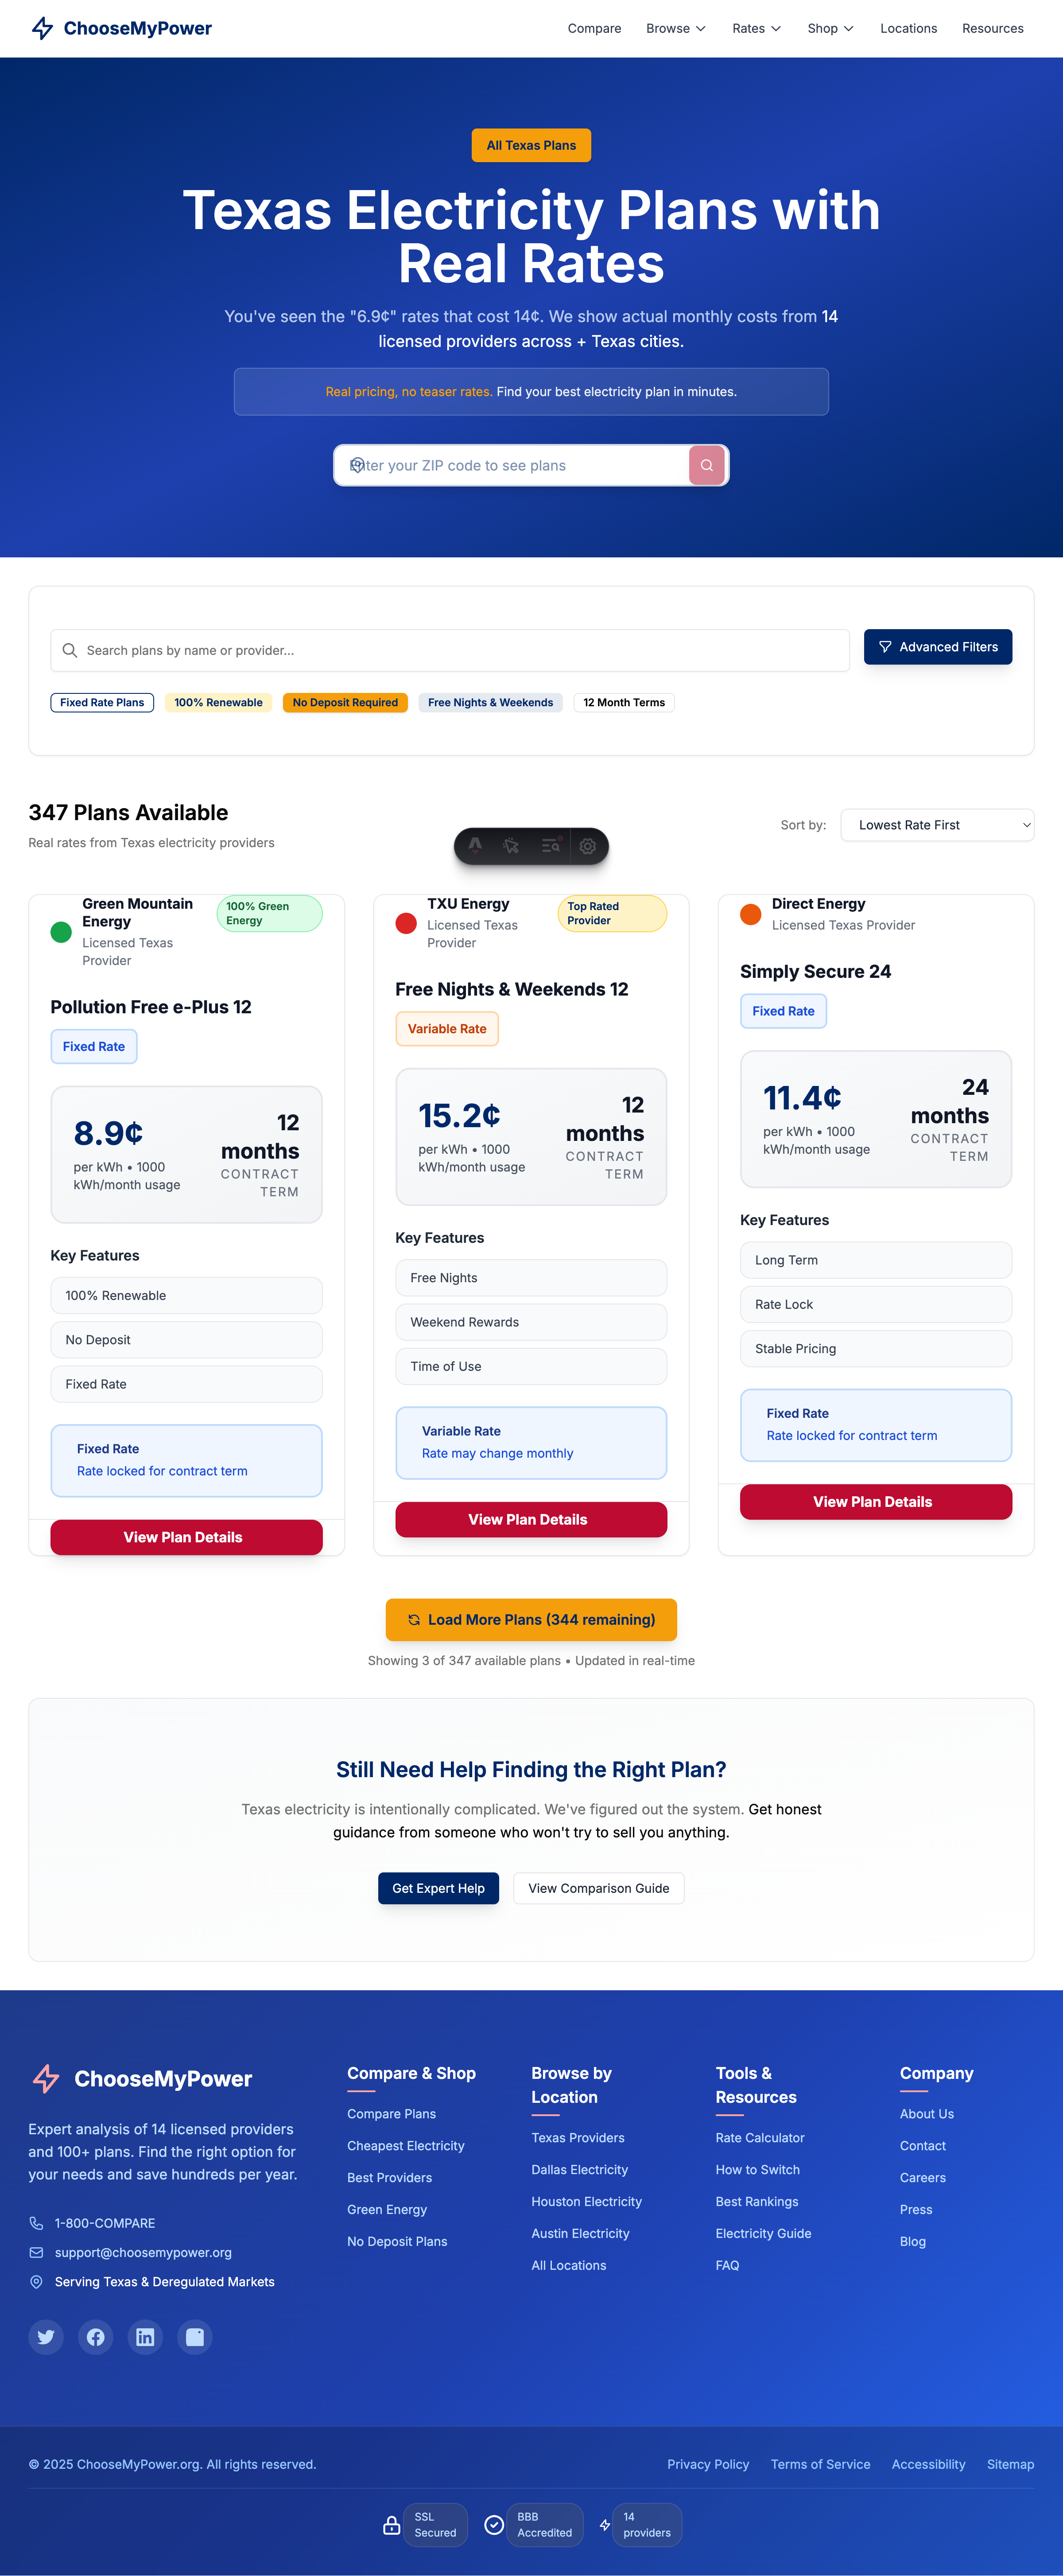 ChooseMyPower
Compare Browse Rates Shop Locations Resources
All Texas Plans
Texas Electricity Plans with
Real Rates
You've seen the "6.9¢" rates that cost 14¢. We show actual monthly costs from 14
licensed providers across + Texas cities.
Real pricing, no teaser rates. Find your best electricity plan in minutes.
Enter your ZIP code to see plans
Search plans by name or provider...
Advanced Filters
Fixed Rate Plans 100% Renewable No Deposit Required Free Nights & Weekends 12 Month Terms
347 Plans Available
Real rates from Texas electricity providers
Sort by: Lowest Rate First
Green Mountain
Energy
Licensed Texas
Provider
100% Green
Energy
Pollution Free e-Plus 12
Fixed Rate
8.9¢
per kWh • 1000
kWh/month usage
12
months
CONTRACT
TERM
Key Features
100% Renewable
No Deposit
Fixed Rate
Fixed Rate
Rate locked for contract term
View Plan Details
TXU Energy
Licensed Texas
Provider
Top Rated
Provider
Free Nights & Weekends 12
Variable Rate
15.2¢
per kWh • 1000
kWh/month usage
12
months
CONTRACT
TERM
Key Features
Free Nights
Weekend Rewards
Time of Use
Variable Rate
Rate may change monthly
View Plan Details
Direct Energy
Licensed Texas Provider
Simply Secure 24
Fixed Rate
11.4¢
per kWh • 1000
kWh/month usage
24
months
CONTRACT
TERM
Key Features
Long Term
Rate Lock
Stable Pricing
Fixed Rate
Rate locked for contract term
View Plan Details
Load More Plans (344 remaining)
Showing 3 of 347 available plans • Updated in real-time
Still Need Help Finding the Right Plan?
Texas electricity is intentionally complicated. We've figured out the system. Get honest
guidance from someone who won't try to sell you anything.
Get Expert Help View Comparison Guide
ChooseMyPower
Expert analysis of 14 licensed providers
and 100+ plans. Find the right option for
your needs and save hundreds per year.
1-800-COMPARE
support@choosemypower.org
Serving Texas & Deregulated Markets
Compare & Shop
Compare Plans
Cheapest Electricity
Best Providers
Green Energy
No Deposit Plans
Browse by
Location
Texas Providers
Dallas Electricity
Houston Electricity
Austin Electricity
All Locations
Tools &
Resources
Rate Calculator
How to Switch
Best Rankings
Electricity Guide
FAQ
Company
About Us
Contact
Careers
Press
Blog
© 2025 ChooseMyPower.org. All rights reserved.
Privacy Policy Terms of Service Accessibility Sitemap
SSL
Secured
BBB
Accredited
14
providers